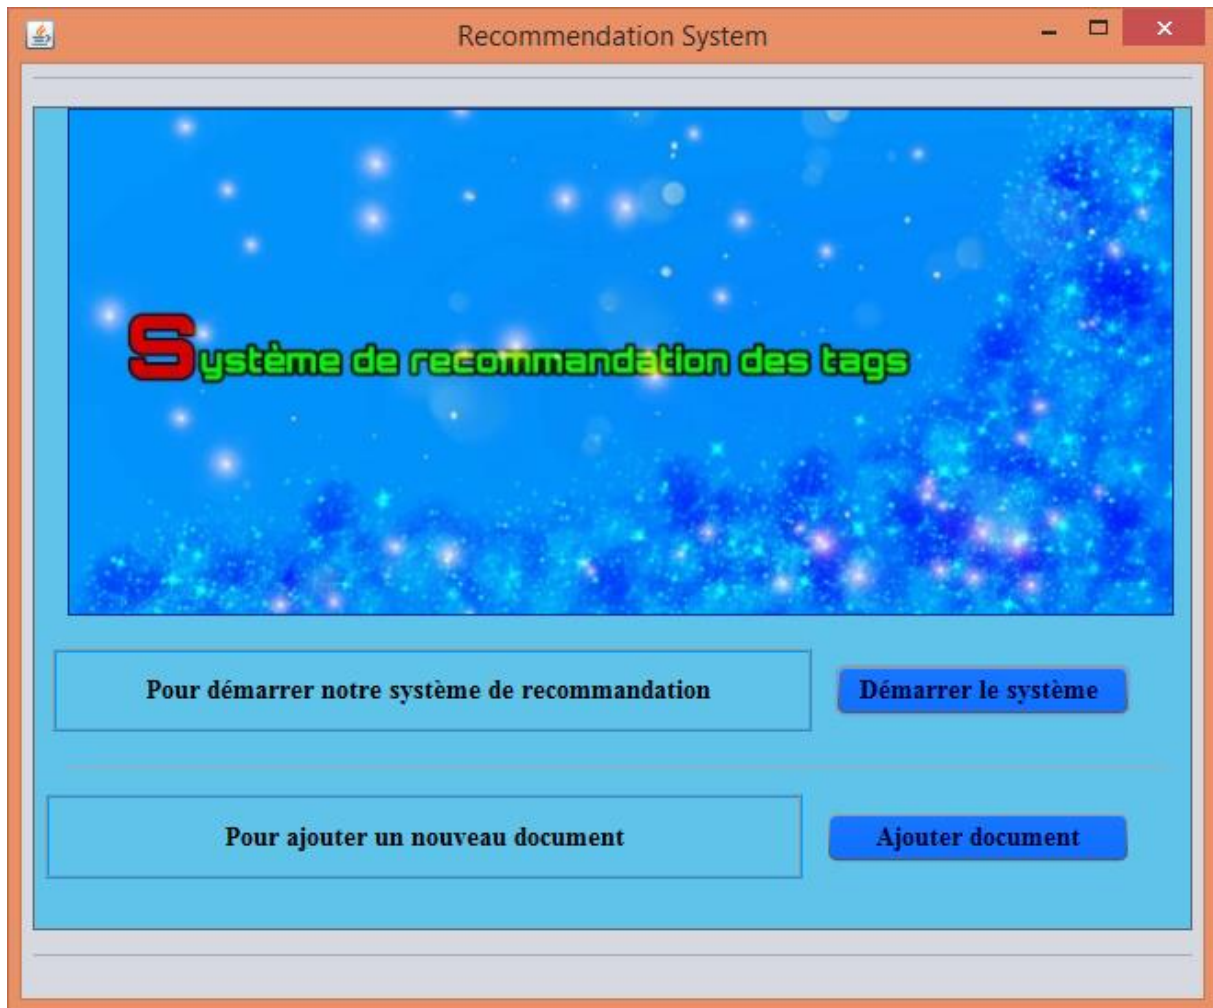 Recommendation System
Système de recommandation des tags
Pour démarrer notre système de recommandation
Démarrer le système
Pour ajouter un nouveau document
Ajouter document